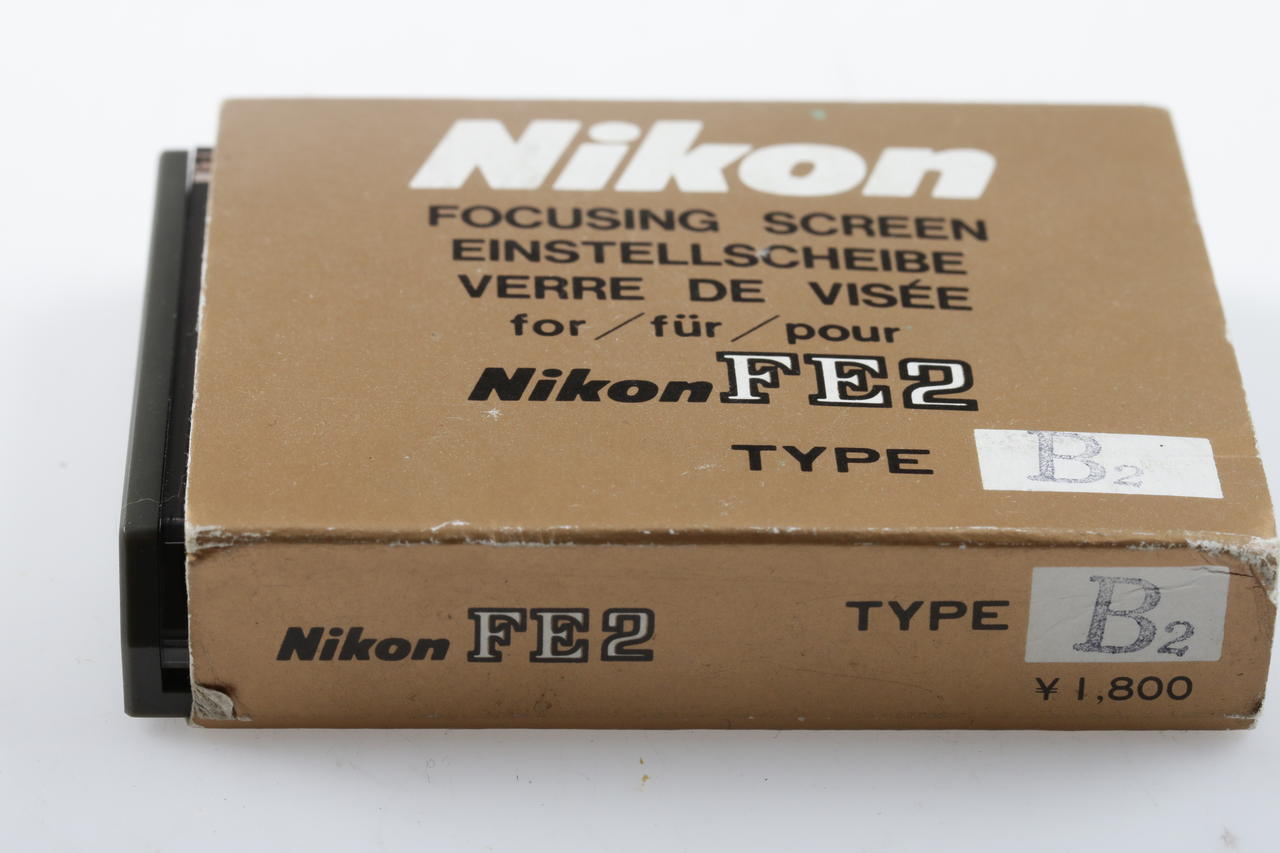 Nikon
FOCUSING SCREEN
EINSTELLSCHEIBE
VERRE DE VISÉE
for/für/pour
Nikon FE2
TYPE B2
Nikon FE2 TYPE B2
¥1,800